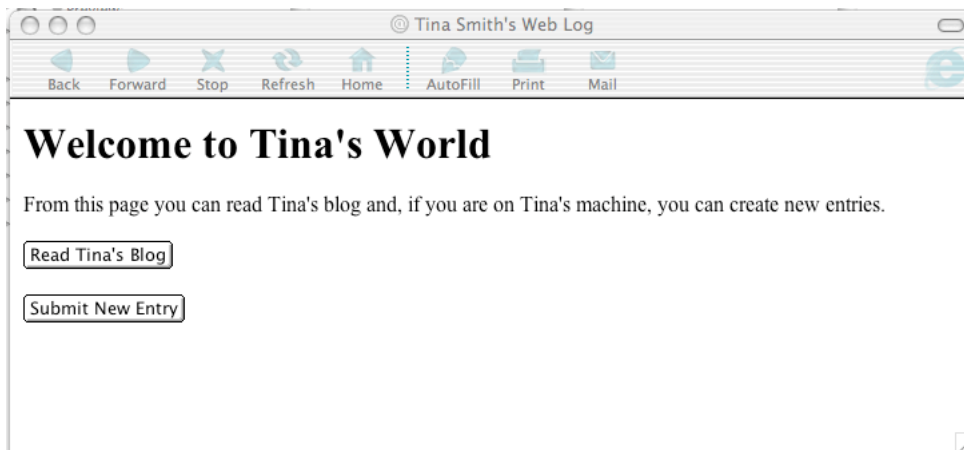 Tina Smith's Web Log
Back Forward Stop Refresh Home AutoFill Print Mail
Welcome to Tina's World
From this page you can read Tina's blog and, if you are on Tina's machine, you can create new entries.
Read Tina's Blog
Submit New Entry